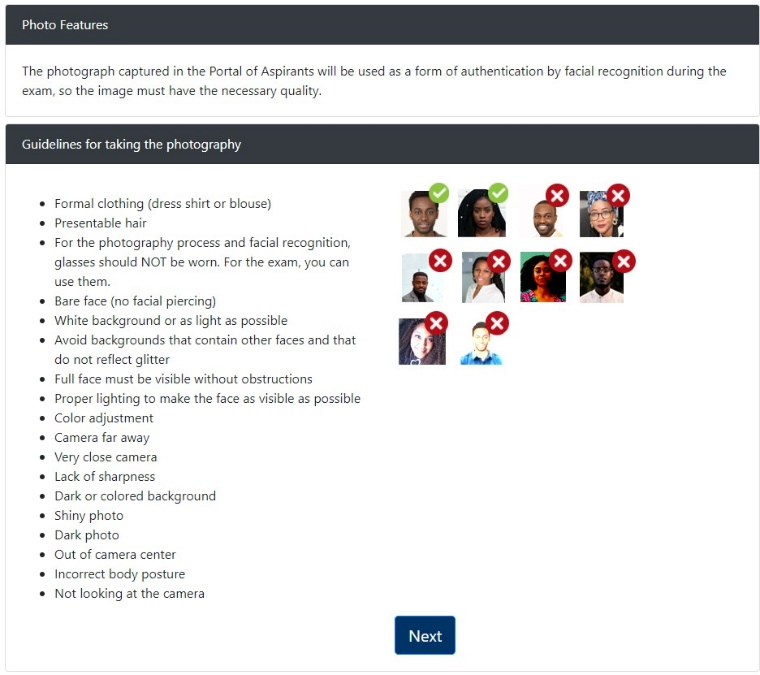 Photo Features
The photograph captured in the Portal of Aspirants will be used as a form of authentication by facial recognition during the
exam, so the image must have the necessary quality.
Guidelines for taking the photography
Formal clothing (dress shirt or blouse)
Presentable hair
For the photography process and facial recognition,
glasses should NOT be worn. For the exam, you can
use them.
Bare face (no facial piercing)
White background or as light as possible
Avoid backgrounds that contain other faces and that
do not reflect glitter
Full face must be visible without obstructions
Proper lighting to make the face as visible as possible
Color adjustment
Camera far away
Very close camera
Lack of sharpness
Dark or colored background
Shiny photo
Dark photo
Out of camera center
Incorrect body posture
Not looking at the camera
Next